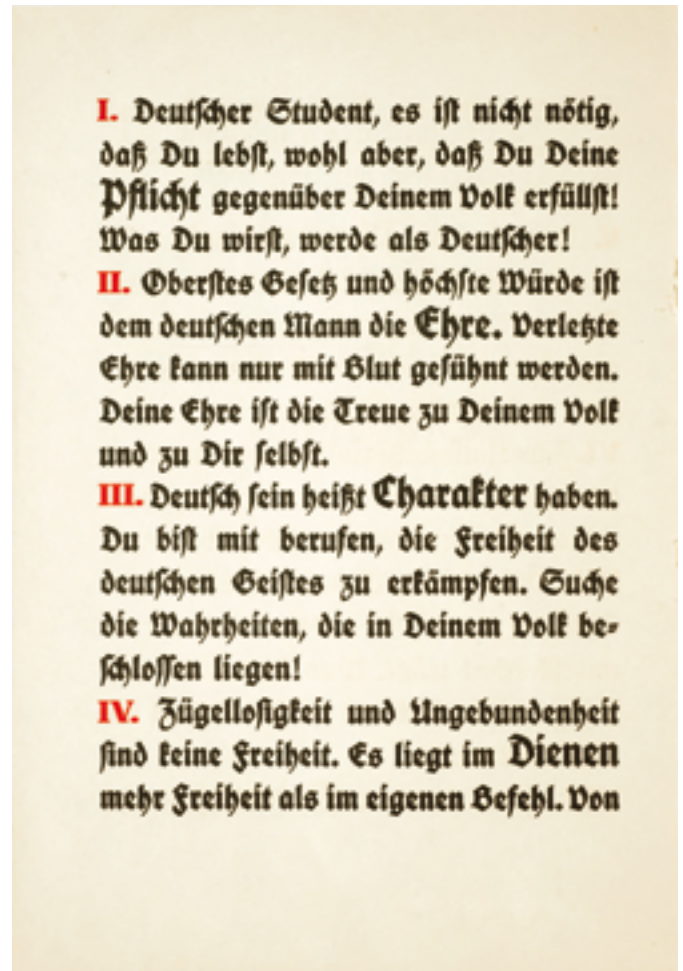 I. Deutscher Student, es ist nicht nötig,
daß Du lebst, wohl aber, daß Du Deine
Pflicht gegenüber Deinem Volk erfüllst!
Was Du wirst, werde als Deutscher!
II. Oberstes Gesetz und höchste Würde ist
dem deutschen Mann die Ehre. Verletzte
Ehre kann nur mit Blut gesühnt werden.
Deine Ehre ist die Treue zu Deinem Volk
und zu Dir selbst.
III. Deutsch sein heißt Charakter haben.
Du bist mit berufen, die Freiheit des
deutschen Geistes zu erkämpfen. Suche
die Wahrheiten, die in Deinem Volk be-
schlossen liegen!
IV. Zügellosigkeit und Ungebundenheit
sind keine Freiheit. Es liegt im Dienen
mehr Freiheit als im eigenen Befehl. Von